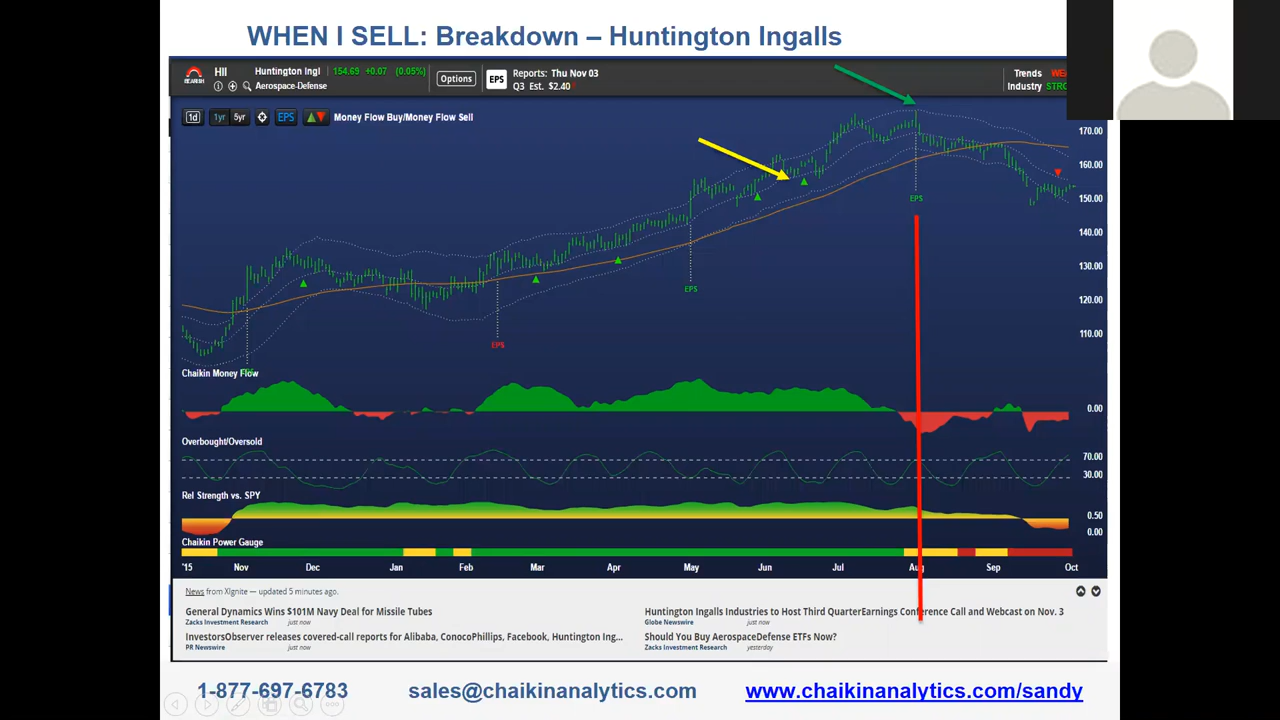 WHEN I SELL: Breakdown – Huntington Ingalls
BEARISH
HII
Huntington Ingl 154.69 +0.07 (0.05%)
Aerospace-Defense
Options
EPS
Reports: Thu Nov 03
Q3 Est. $2.40
Trends
Industry
1d 1yr 5yr EPS Money Flow Buy/Money Flow Sell
170.00
160.00
150.00
140.00
130.00
120.00
110.00
EPS
EPS
EPS
Chaikin Money Flow
0.00
Overbought/Oversold
70.00
30.00
Rel Strength vs. SPY
0.50
0.00
Chaikin Power Gauge
'15 Nov Dec Jan Feb Mar Apr May Jun Jul Aug Sep Oct
News from XIgnite — updated 5 minutes ago.
General Dynamics Wins $101M Navy Deal for Missile Tubes
Zacks Investment Research just now
InvestorsObserver releases covered-call reports for Alibaba, ConocoPhillips, Facebook, Huntington Ing...
PR Newswire just now
Huntington Ingalls Industries to Host Third QuarterEarnings Conference Call and Webcast on Nov. 3
Globe Newswire just now
Should You Buy AerospaceDefense ETFs Now?
Zacks Investment Research yesterday
1-877-697-6783 sales@chaikinanalytics.com www.chaikinanalytics.com/sandy